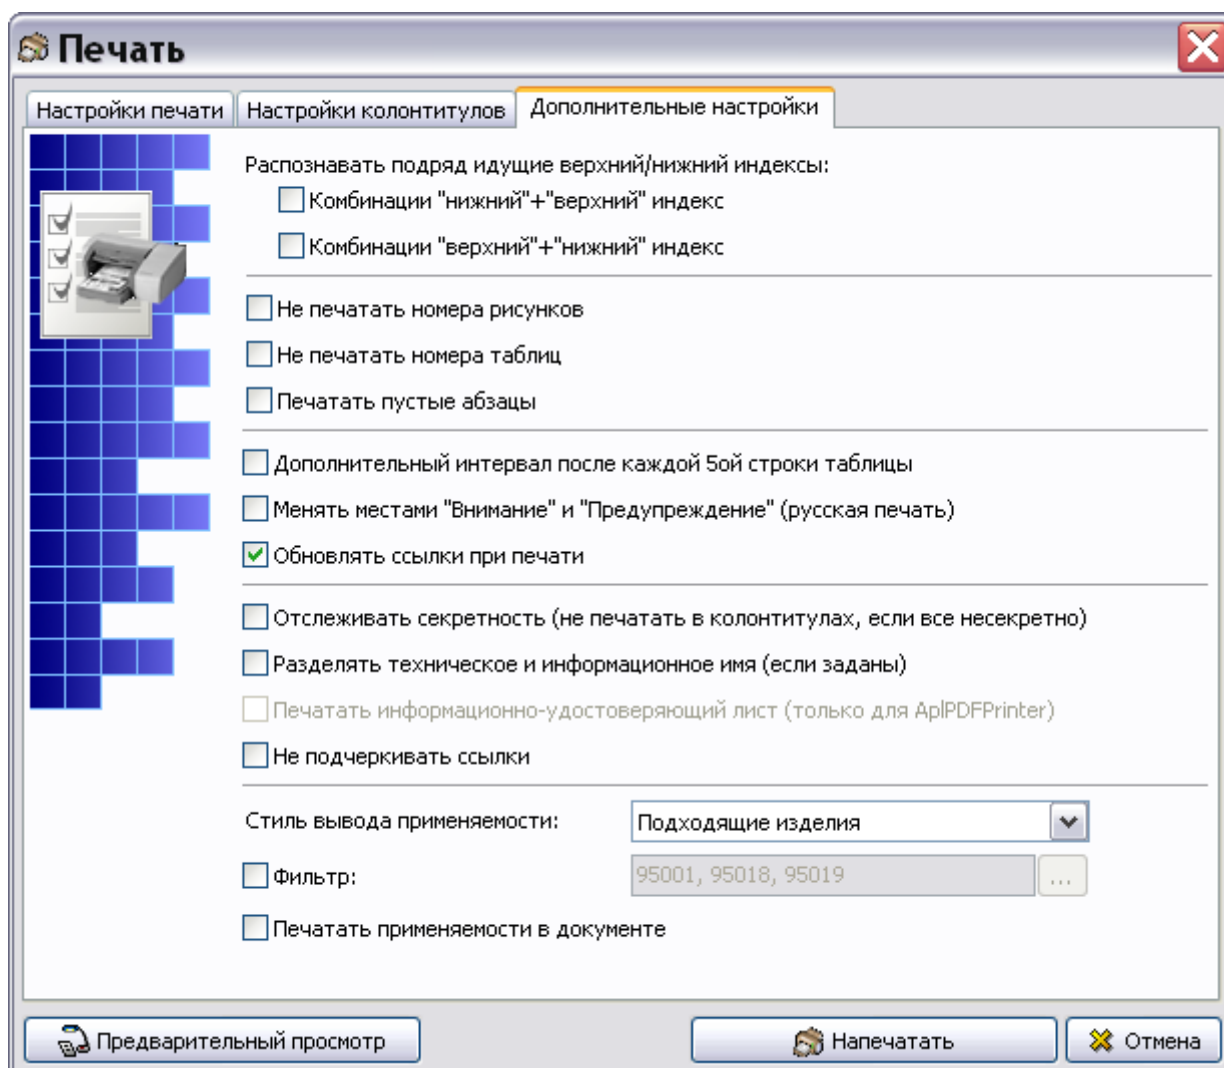 Печать
Настройки печати
Настройки колонтитулов
Дополнительные настройки
Распознавать подряд идущие верхний/нижний индексы:
Комбинации "нижний"+"верхний" индекс
Комбинации "верхний"+"нижний" индекс
Не печатать номера рисунков
Не печатать номера таблиц
Печатать пустые абзацы
Дополнительный интервал после каждой 5ой строки таблицы
Менять местами "Внимание" и "Предупреждение" (русская печать)
Обновлять ссылки при печати
Отслеживать секретность (не печатать в колонтитулах, если все несекретно)
Разделять техническое и информационное имя (если заданы)
Печатать информационно-удостоверяющий лист (только для AplPDFPrinter)
Не подчеркивать ссылки
Стиль вывода применяемости: Подходящие изделия
Фильтр: 95001, 95018, 95019 ...
Печатать применяемости в документе
Предварительный просмотр
Напечатать
Отмена